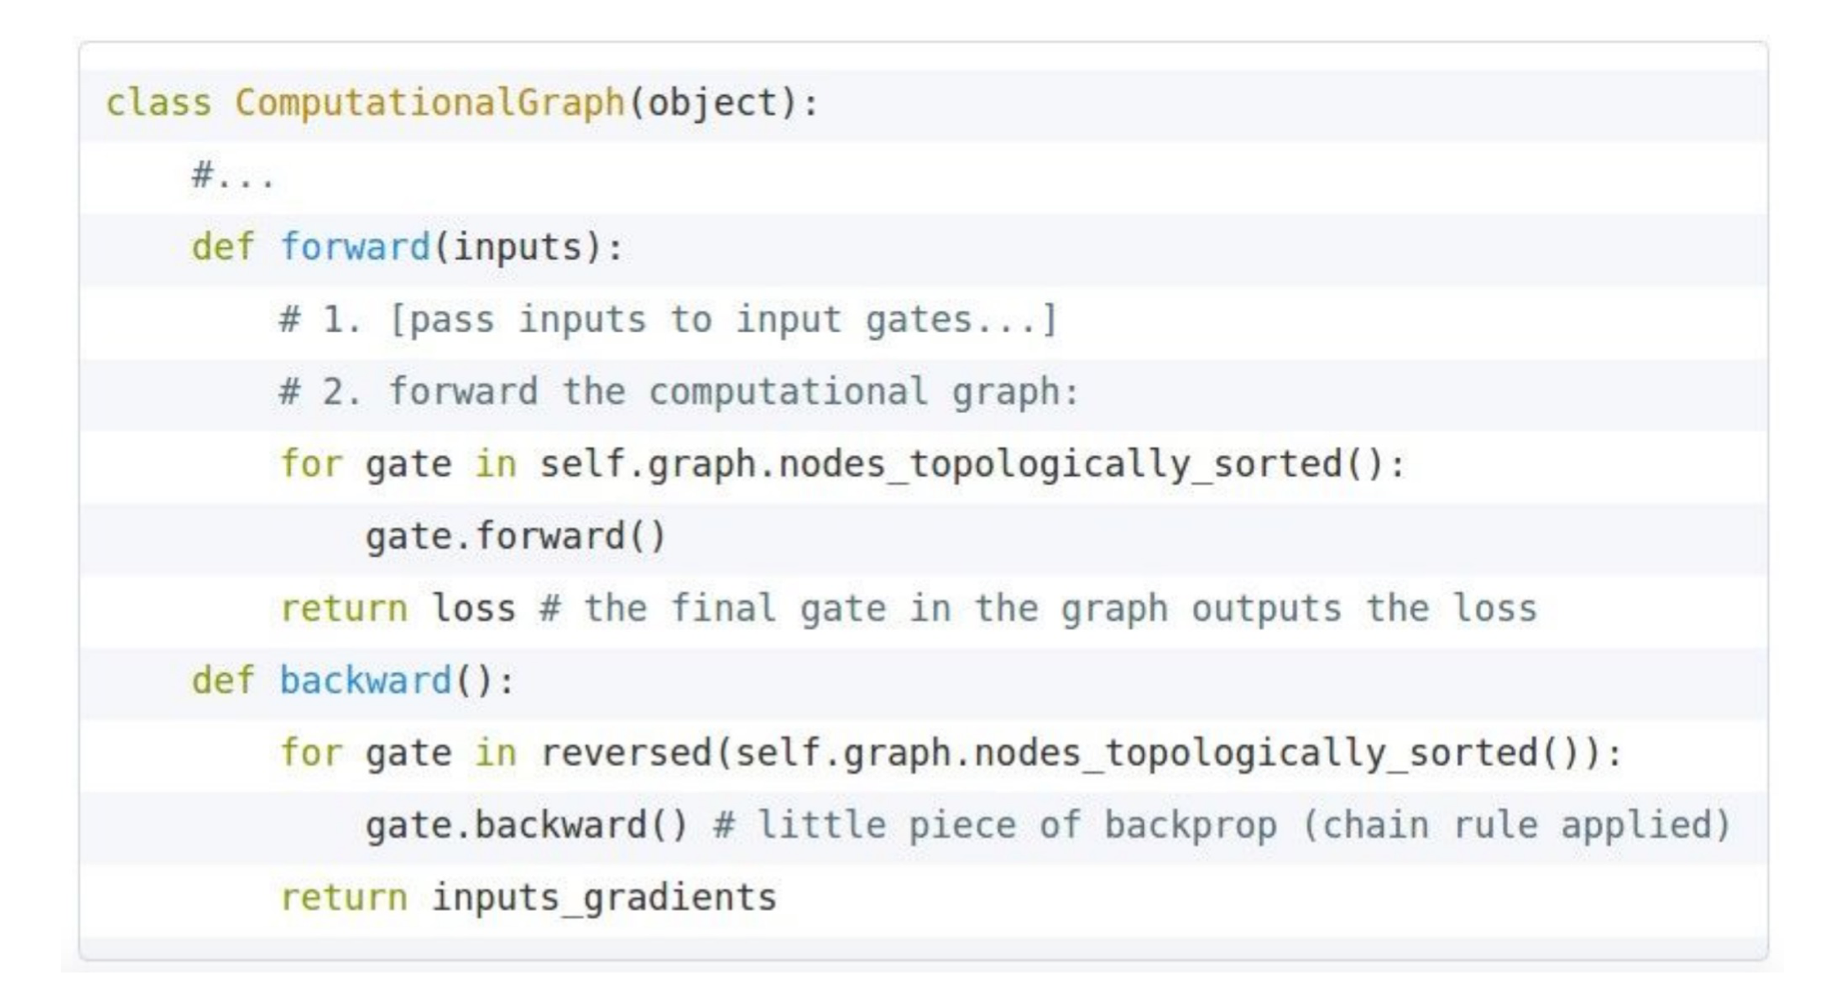 class ComputationalGraph(object):
    #...
    def forward(inputs):
        # 1. [pass inputs to input gates...]
        # 2. forward the computational graph:
        for gate in self.graph.nodes_topologically_sorted():
            gate.forward()
        return loss # the final gate in the graph outputs the loss
    def backward():
        for gate in reversed(self.graph.nodes_topologically_sorted()):
            gate.backward() # little piece of backprop (chain rule applied)
        return inputs_gradients